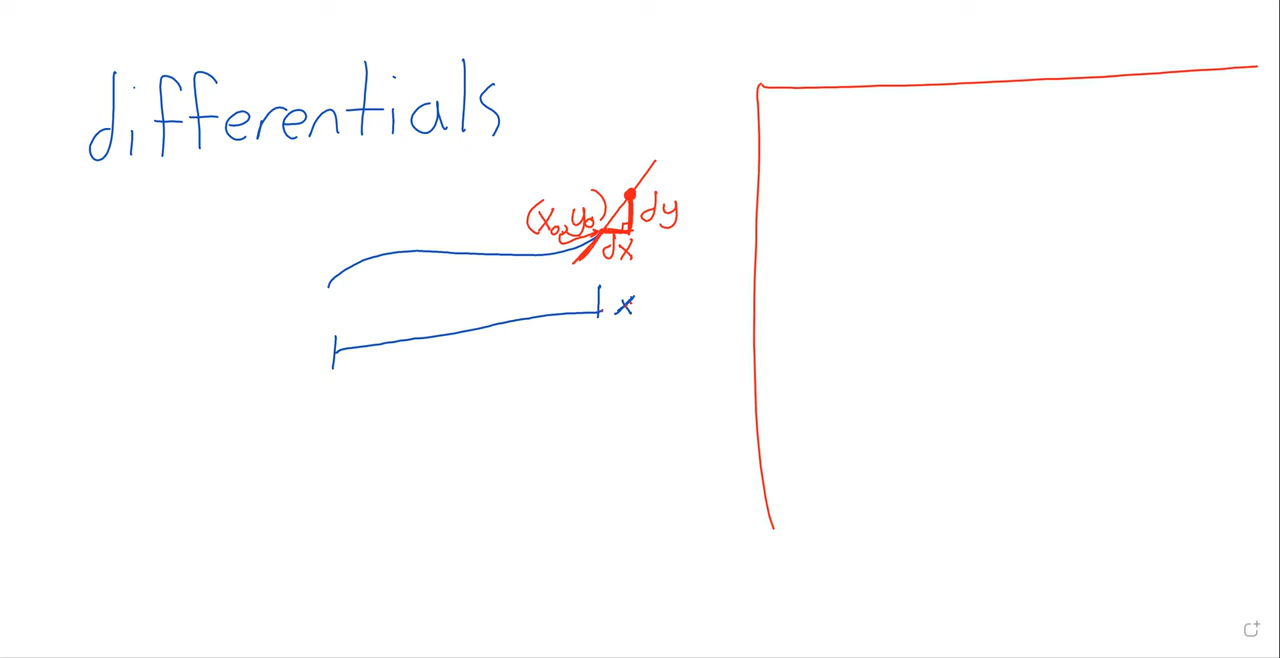 differentials
(x₀, y₀) dy
dx
x